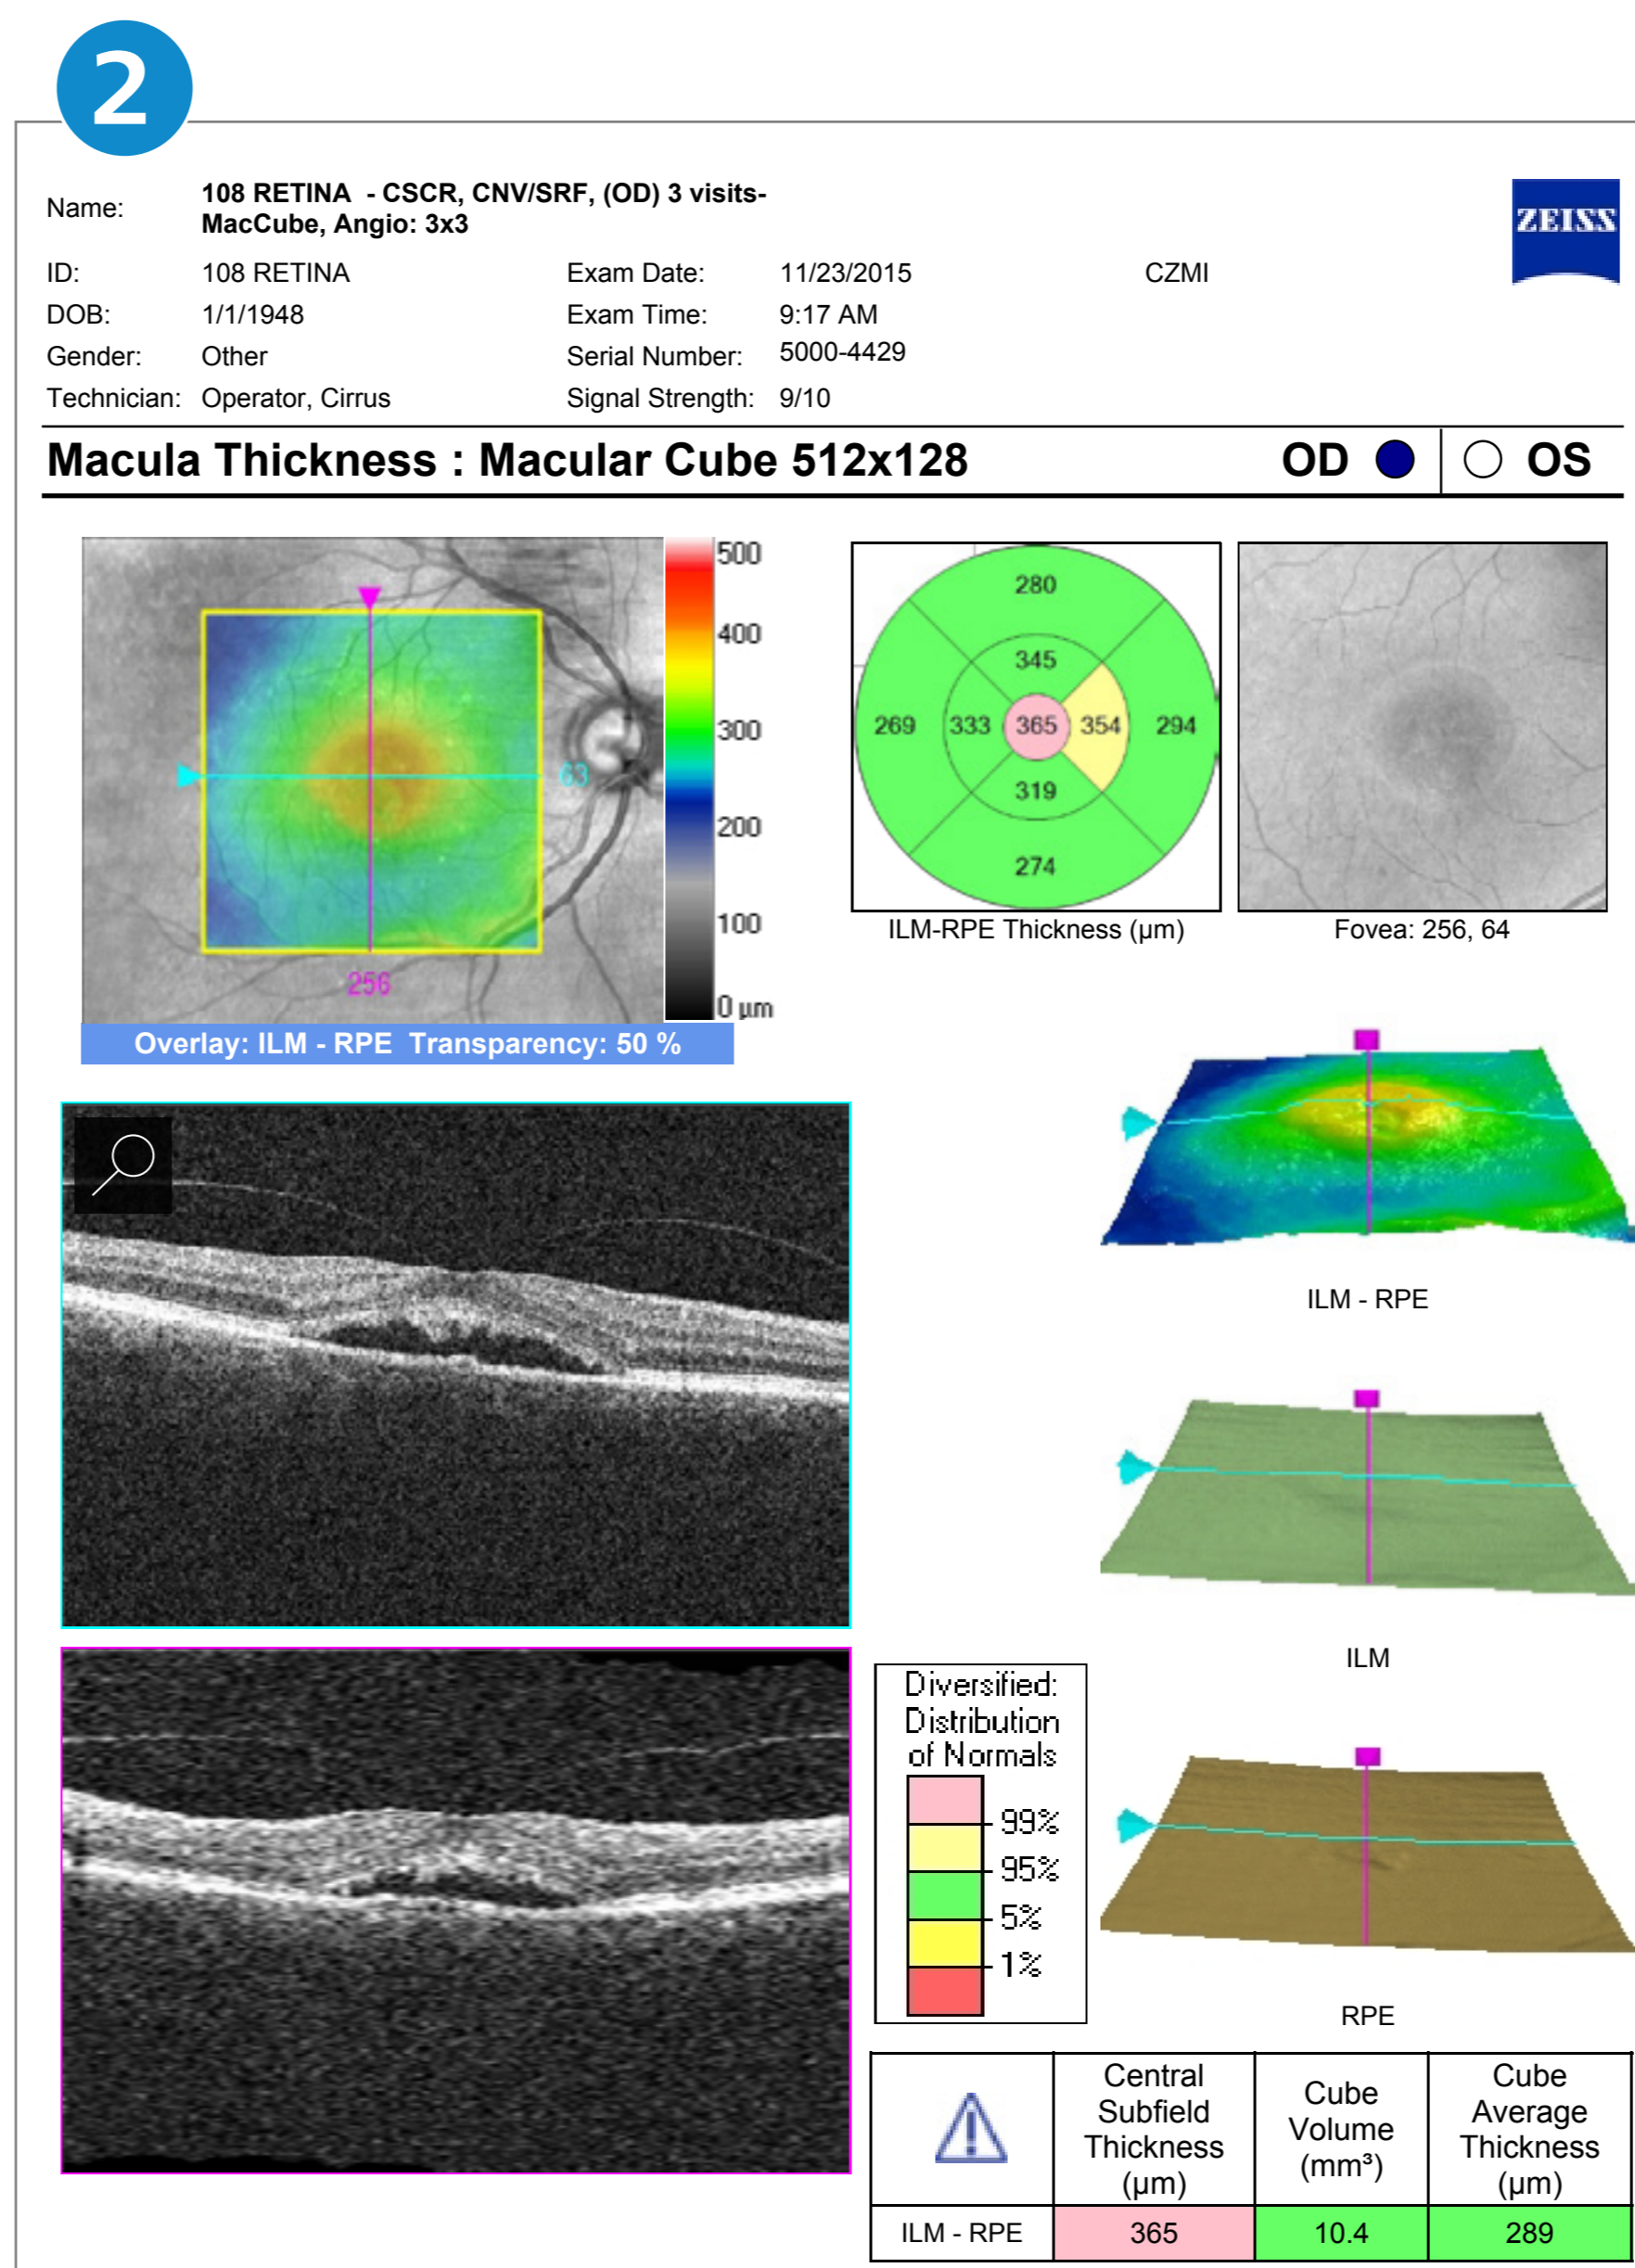 2
Name:
108 RETINA - CSCR, CNV/SRF, (OD) 3 visits-
MacCube, Angio: 3x3
ZEISS
ID: 108 RETINA Exam Date: 11/23/2015 CZMI
DOB: 1/1/1948 Exam Time: 9:17 AM
Gender: Other Serial Number: 5000-4429
Technician: Operator, Cirrus Signal Strength: 9/10
Macula Thickness : Macular Cube 512x128 OD OS
500
400
300
200
100
0 µm
63
256
Overlay: ILM - RPE Transparency: 50 %
280
345
269 333 365 354 294
319
274
ILM-RPE Thickness (µm)
Fovea: 256, 64
ILM - RPE
ILM
RPE
Diversified:
Distribution
of Normals
99%
95%
5%
1%
Central
Subfield
Thickness
(µm)
Cube
Volume
(mm³)
Cube
Average
Thickness
(µm)
ILM - RPE 365 10.4 289